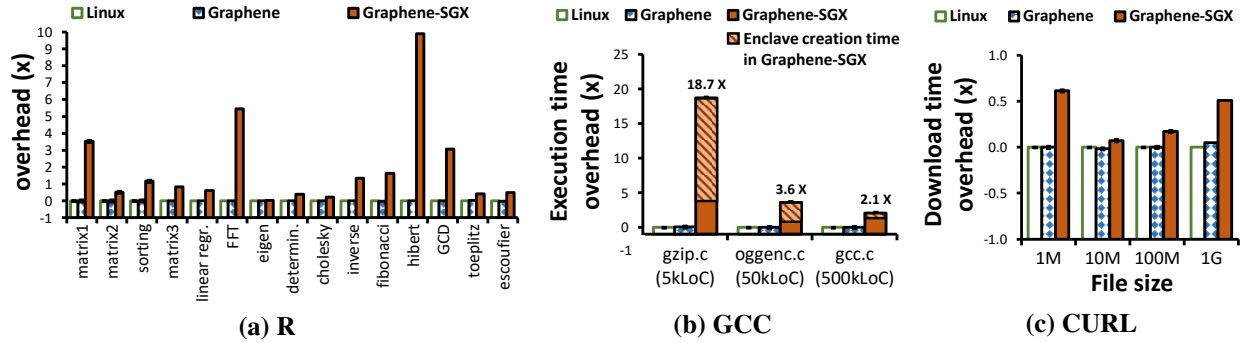 Linux Graphene Graphene-SGX
overhead (x)
10
9
8
7
6
5
4
3
2
1
0
-1
matrix1
matrix2
sorting
matrix3
linear regr.
FFT
eigen
determin.
cholesky
inverse
fibonacci
hibert
GCD
toeplitz
escoufier
(a) R
Linux Graphene Graphene-SGX
Enclave creation time
in Graphene-SGX
Execution time
overhead (x)
25
20
15
10
5
0
-1
18.7 X
3.6 X
2.1 X
gzip.c
(5kLoC)
oggenc.c
(50kLoC)
gcc.c
(500kLoC)
(b) GCC
Linux Graphene Graphene-SGX
Download time
overhead (x)
1.0
0.5
0.0
-0.5
-1.0
1M 10M 100M 1G
File size
(c) CURL